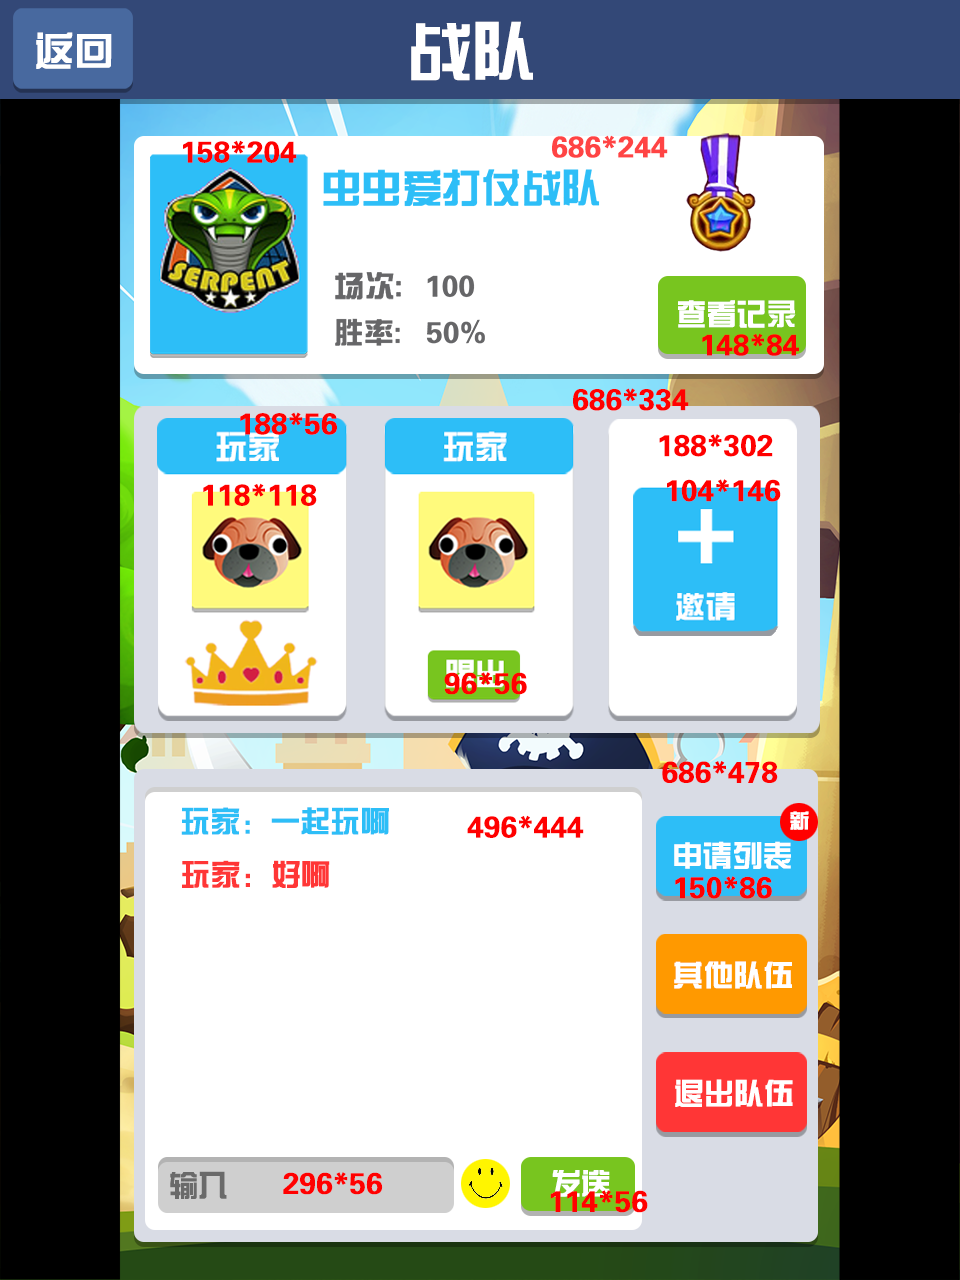 返回
战队
158*204
686*244
虫虫爱打仗战队
SERPENT
场次: 100
胜率: 50%
查看记录
148*84
686*334
188*56
玩家
玩家
188*302
118*118
104*146
邀请
踢出
96*56
686*478
玩家: 一起玩啊
496*444
新
玩家: 好啊
申请列表
150*86
其他队伍
退出队伍
输入
296*56
发送
114*56